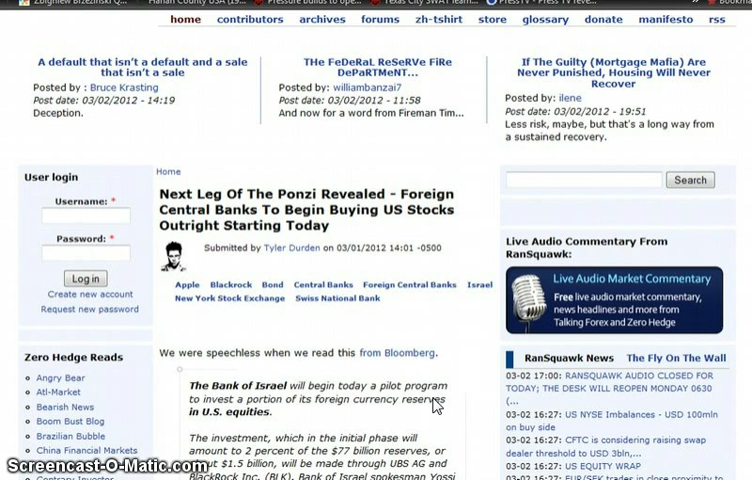 home contributors archives forums zh-tshirt store glossary donate manifesto rss
A default that isn't a default and a sale
that isn't a sale
Posted by : Bruce Krasting
Post date: 03/02/2012 - 14:19
Deception.
THe FeDeRaL ReSeRVe FiRe
DePaRTMeNT...
Posted by: williambanzai7
Post date: 03/02/2012 - 11:58
And now for a word from Fireman Tim...
If The Guilty (Mortgage Mafia) Are
Never Punished, Housing Will Never
Recover
Posted by: ilene
Post date: 03/02/2012 - 19:51
Less risk, maybe, but that's a long way from
a sustained recovery.
User login
Username: *
Password: *
Log in
Create new account
Request new password
Zero Hedge Reads
Angry Bear
Atl-Market
Bearish News
Boom Bust Blog
Brazilian Bubble
China Financial Markets
Contrary Investor
Home
Next Leg Of The Ponzi Revealed - Foreign
Central Banks To Begin Buying US Stocks
Outright Starting Today
Submitted by Tyler Durden on 03/01/2012 14:01 -0500
Apple Blackrock Bond Central Banks Foreign Central Banks Israel
New York Stock Exchange Swiss National Bank
We were speechless when we read this from Bloomberg.
The Bank of Israel will begin today a pilot program
to invest a portion of its foreign currency reserves
in U.S. equities.
The investment, which in the initial phase will
amount to 2 percent of the $77 billion reserves, or
about $1.5 billion, will be made through UBS AG and
BlackRock Inc. (BLK), Bank of Israel spokesman Yossi
Search
Live Audio Commentary From
RanSquawk:
Live Audio Market Commentary
Free live audio market commentary,
news headlines and more from
Talking Forex and Zero Hedge
RanSquawk News The Fly On The Wall
03-02 17:00: RANSQUAWK AUDIO CLOSED FOR
TODAY; THE DESK WILL REOPEN MONDAY 0630
(...
03-02 16:27: US NYSE Imbalances - USD 100mln
on buy side
03-02 16:27: CFTC is considering raising swap
dealer threshold to USD 3bln,...
03-02 16:27: US EQUITY WRAP
03-02 16:27: EUR/SEK trades in close proximity to
Screencast-O-Matic.com